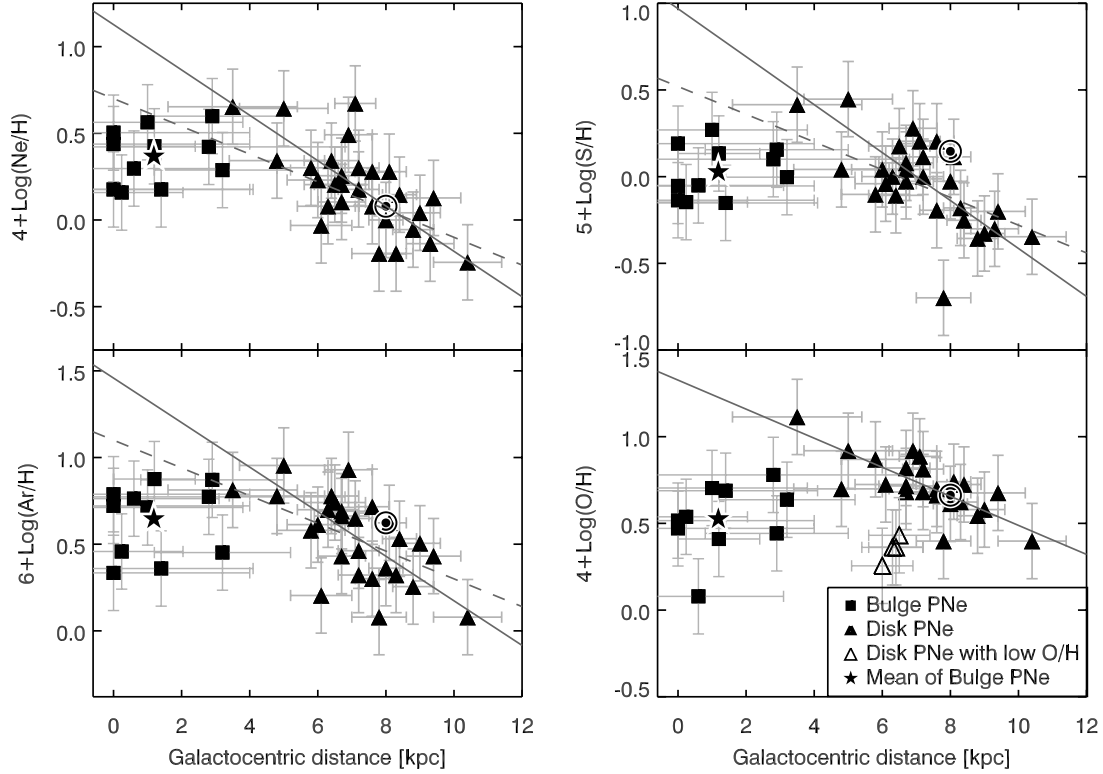 4+Log(Ne/H)
1.0
0.5
0.0
-0.5
5+Log(S/H)
1.0
0.5
0.0
-0.5
-1.0
6+Log(Ar/H)
1.5
1.0
0.5
0.0
0 2 4 6 8 10 12
Galactocentric distance [kpc]
4+Log(O/H)
1.5
1.0
0.5
0.0
-0.5
Bulge PNe
Disk PNe
Disk PNe with low O/H
Mean of Bulge PNe
0 2 4 6 8 10 12
Galactocentric distance [kpc]